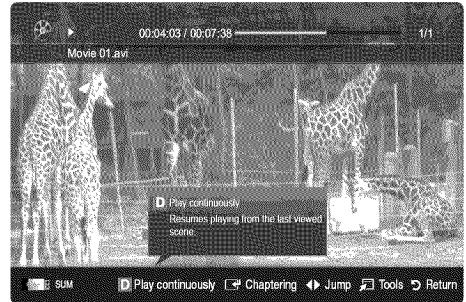 00:04:03 / 00:07:38 1/1
Movie 01.avi
D Play continuously
Resumes playing from the last viewed
scene.
SUM D Play continuously Chaptering Jump Tools Return